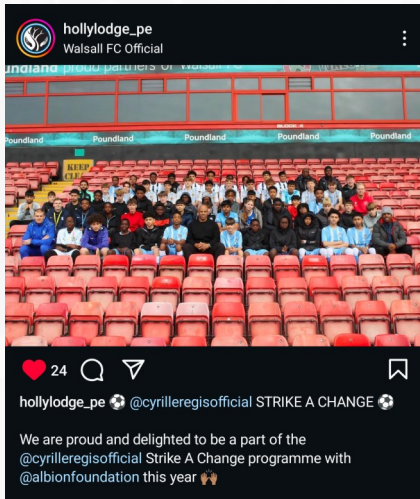 hollylodge_pe
Walsall FC Official
undland proud partners of Walsall FC
BLOCK 4
Poundland Poundland Poundland Poundland Poundland
KEEP
24
hollylodge_pe ⚽ @cyrilleregisofficial STRIKE A CHANGE ⚽
We are proud and delighted to be a part of the
@cyrilleregisofficial Strike A Change programme with
@albionfoundation this year 🙌🏾